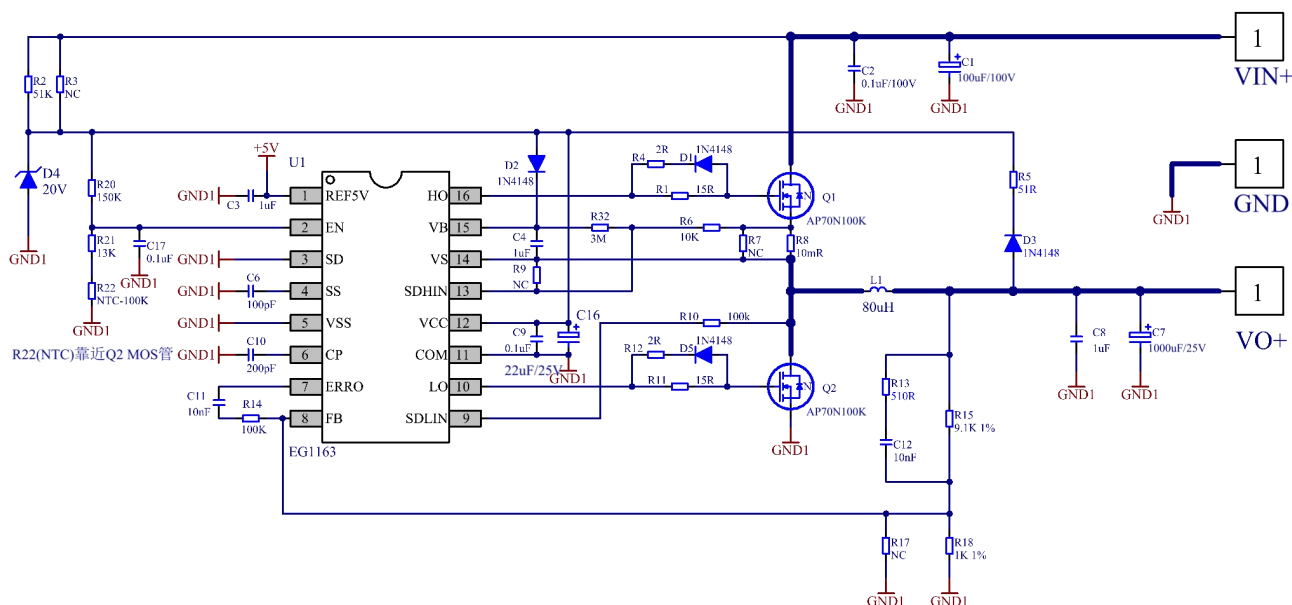 1
VIN+
R2
51K
R3
NC
C2
0.1uF/100V
C1
100uF/100V
GND1
GND1
1
GND
GND1
D4
20V
GND1
+5V
U1
R20
150K
GND1
C3
1uF
1
REF5V
HO
16
2
EN
VB
15
3
SD
VS
14
4
SS
SDHIN
13
5
VSS
VCC
12
6
CP
COM
11
7
ERRO
LO
10
8
FB
SDLIN
9
EG1163
R21
13K
C17
0.1uF
GND1
GND1
R22
NTC-100K
GND1
GND1
C6
100pF
GND1
R22(NTC)靠近Q2 MOS管
GND1
C10
200pF
C11
10nF
R14
100K
D2
1N4148
R4
2R
D1
1N4148
R1
15R
Q1
AP70N100K
R32
3M
R6
10K
C4
1uF
R7
NC
R8
10mR
R9
NC
R5
51R
D3
1N4148
L1
80uH
1
VO+
C9
0.1uF
C16
22uF/25V
GND1
R10
100k
R12
2R
D5
1N4148
R11
15R
Q2
AP70N100K
GND1
C8
1uF
C7
1000uF/25V
GND1
GND1
R13
510R
C12
10nF
R15
9.1K 1%
R17
NC
R18
1K 1%
GND1
GND1